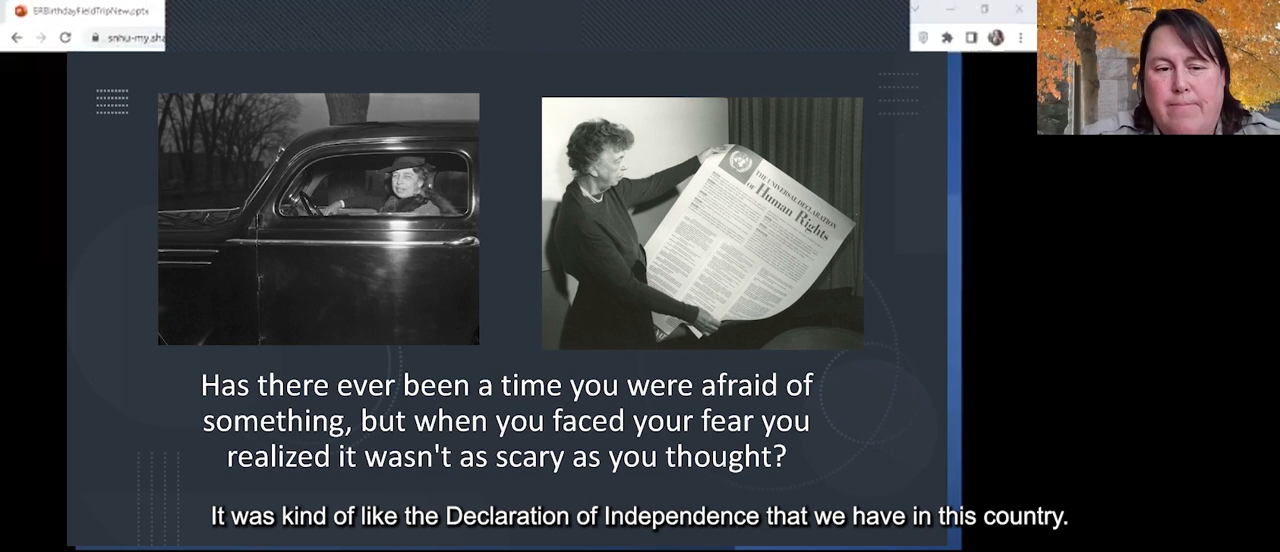 ERBirthdayFieldTripNew.pptx
snhu-my.sha
THE UNIVERSAL DECLARATION
OF Human Rights
Has there ever been a time you were afraid of
something, but when you faced your fear you
realized it wasn't as scary as you thought?
It was kind of like the Declaration of Independence that we have in this country.